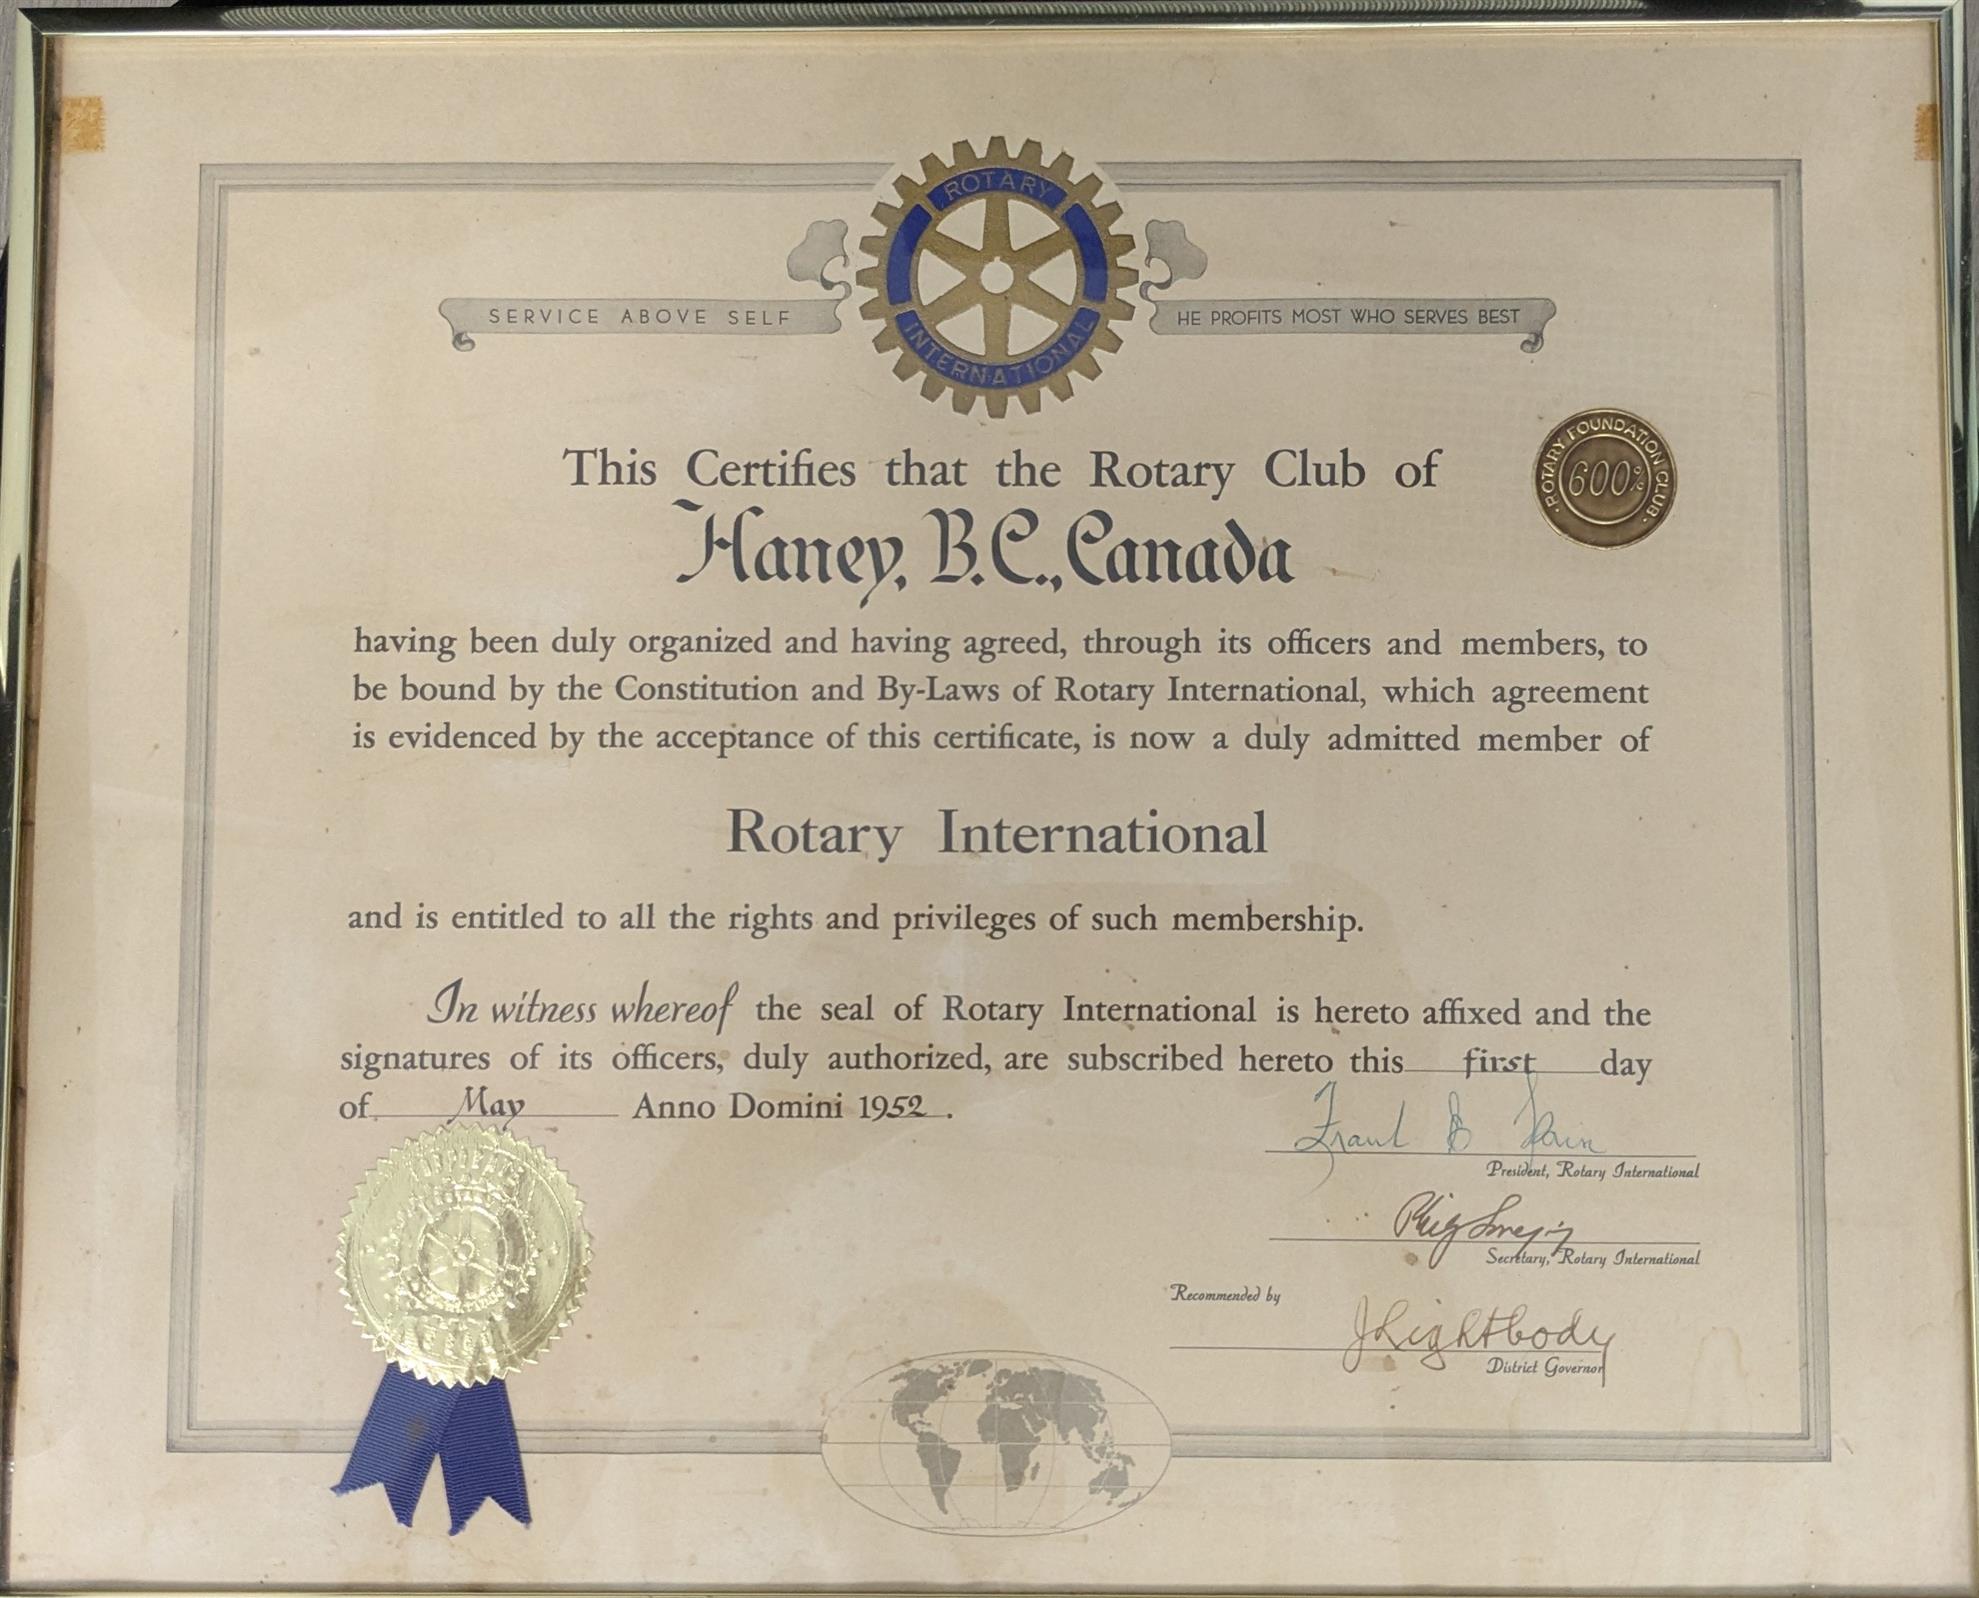 ROTARY
INTERNATIONAL
SERVICE ABOVE SELF
HE PROFITS MOST WHO SERVES BEST
ROTARY FOUNDATION CLUB
600%
This Certifies that the Rotary Club of
Haney, B.C., Canada
having been duly organized and having agreed, through its officers and members, to
be bound by the Constitution and By-Laws of Rotary International, which agreement
is evidenced by the acceptance of this certificate, is now a duly admitted member of
Rotary International
and is entitled to all the rights and privileges of such membership.
In witness whereof the seal of Rotary International is hereto affixed and the
signatures of its officers, duly authorized, are subscribed hereto this first day
of May Anno Domini 1952.
Frank E
President, Rotary International
Secretary, Rotary International
Recommended by
JLightbody
District Governor